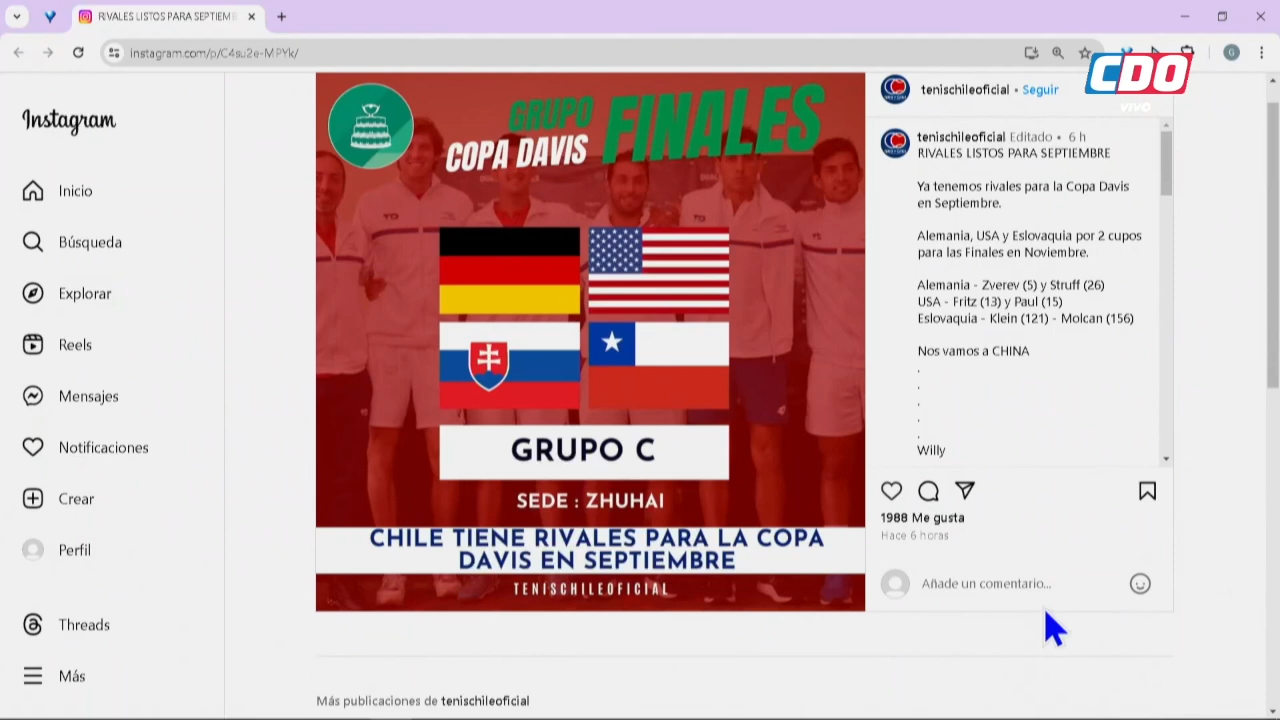 RIVALES LISTOS PARA SEPTIEM
instagram.com/p/C4su2e-MPYk/
G
CDO
VIVO
Instagram
Inicio
Búsqueda
Explorar
Reels
Mensajes
Notificaciones
Crear
Perfil
Threads
Más
GRUPO FINALES
COPA DAVIS
GRUPO C
SEDE : ZHUHAI
CHILE TIENE RIVALES PARA LA COPA
DAVIS EN SEPTIEMBRE
TENISCHILEOFICIAL
tenischileoficial • Seguir
tenischileoficial Editado • 6 h
RIVALES LISTOS PARA SEPTIEMBRE
Ya tenemos rivales para la Copa Davis
en Septiembre.
Alemania, USA y Eslovaquia por 2 cupos
para las Finales en Noviembre.
Alemania - Zverev (5) y Struff (26)
USA - Fritz (13) y Paul (15)
Eslovaquia - Klein (121) - Molcan (156)
Nos vamos a CHINA
.
.
.
.
.
Willy
1988 Me gusta
Hace 6 horas
Añade un comentario...
Más publicaciones de tenischileoficial